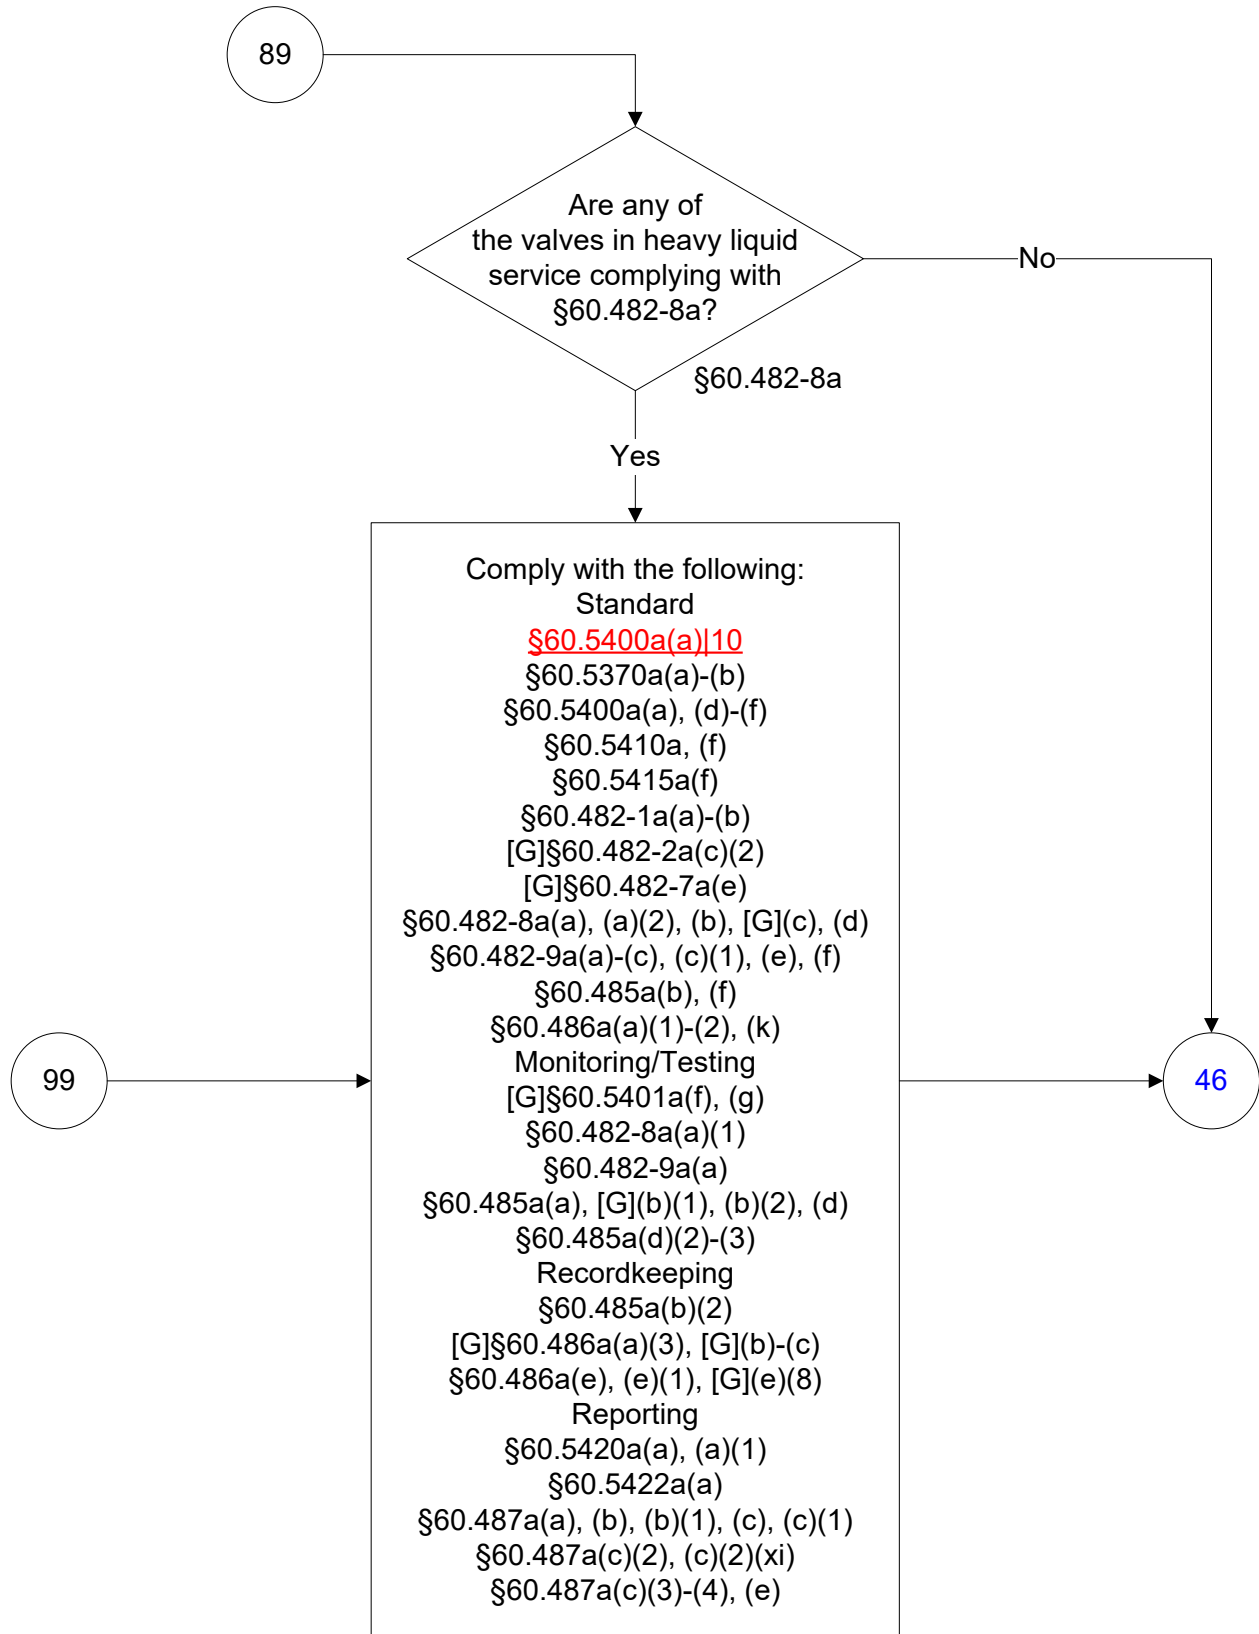 89
Are any of
the valves in heavy liquid
service complying with
§60.482-8a?
No
§60.482-8a
Yes
Comply with the following:
Standard
§60.5400a(a)|10
§60.5370a(a)-(b)
§60.5400a(a), (d)-(f)
§60.5410a, (f)
§60.5415a(f)
§60.482-1a(a)-(b)
[G]§60.482-2a(c)(2)
[G]§60.482-7a(e)
§60.482-8a(a), (a)(2), (b), [G](c), (d)
§60.482-9a(a)-(c), (c)(1), (e), (f)
§60.485a(b), (f)
§60.486a(a)(1)-(2), (k)
Monitoring/Testing
[G]§60.5401a(f), (g)
§60.482-8a(a)(1)
§60.482-9a(a)
§60.485a(a), [G](b)(1), (b)(2), (d)
§60.485a(d)(2)-(3)
Recordkeeping
§60.485a(b)(2)
[G]§60.486a(a)(3), [G](b)-(c)
§60.486a(e), (e)(1), [G](e)(8)
Reporting
§60.5420a(a), (a)(1)
§60.5422a(a)
§60.487a(a), (b), (b)(1), (c), (c)(1)
§60.487a(c)(2), (c)(2)(xi)
§60.487a(c)(3)-(4), (e)
99
46